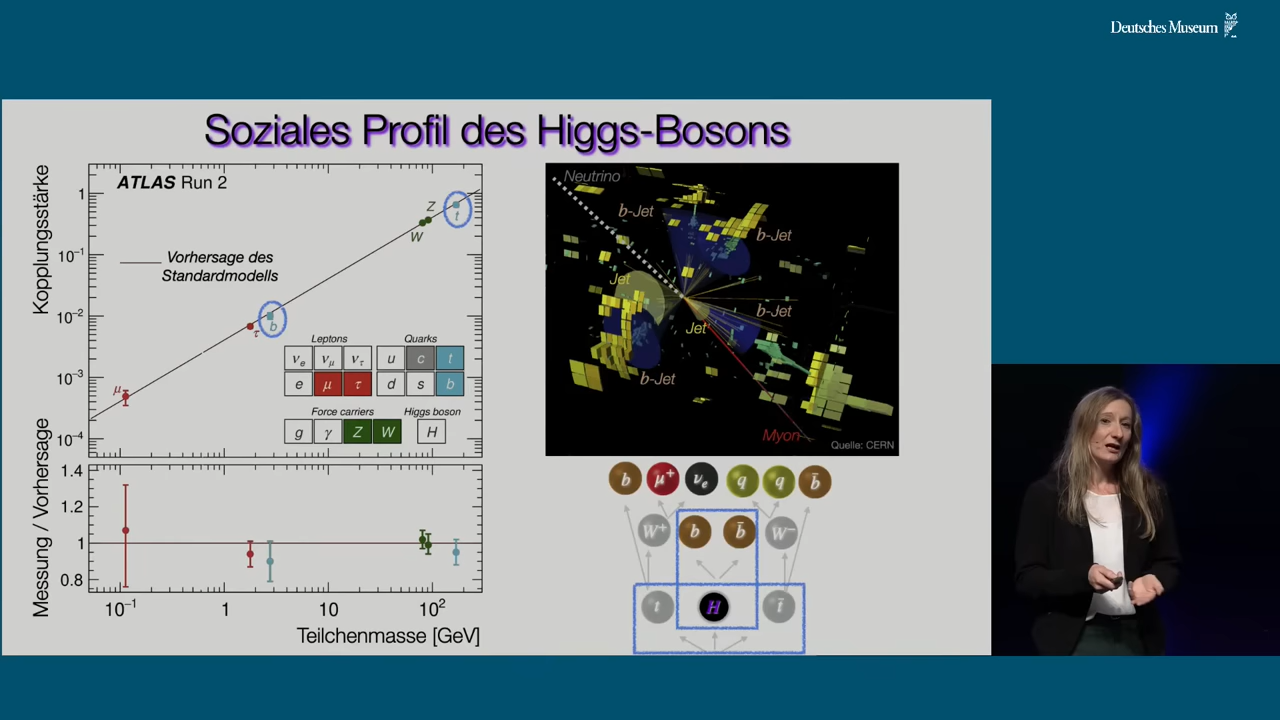 Deutsches Museum
Soziales Profil des Higgs-Bosons
ATLAS Run 2
Kopplungsstärke
1
10⁻¹
10⁻²
10⁻³
10⁻⁴
Vorhersage des
Standardmodells
μ
τ
b
W
Z
t
Leptons
Quarks
νₑ
ν_μ
ν_τ
u
c
t
e
μ
τ
d
s
b
Force carriers
Higgs boson
g
γ
Z
W
H
Messung / Vorhersage
1.4
1.2
1
0.8
10⁻¹
1
10
10²
Teilchenmasse [GeV]
Neutrino
b-Jet
b-Jet
Jet
b-Jet
Jet
b-Jet
Myon
Quelle: CERN
b
μ⁺
νₑ
q
q
b̄
W⁺
b
b̄
W⁻
t
H
t̄